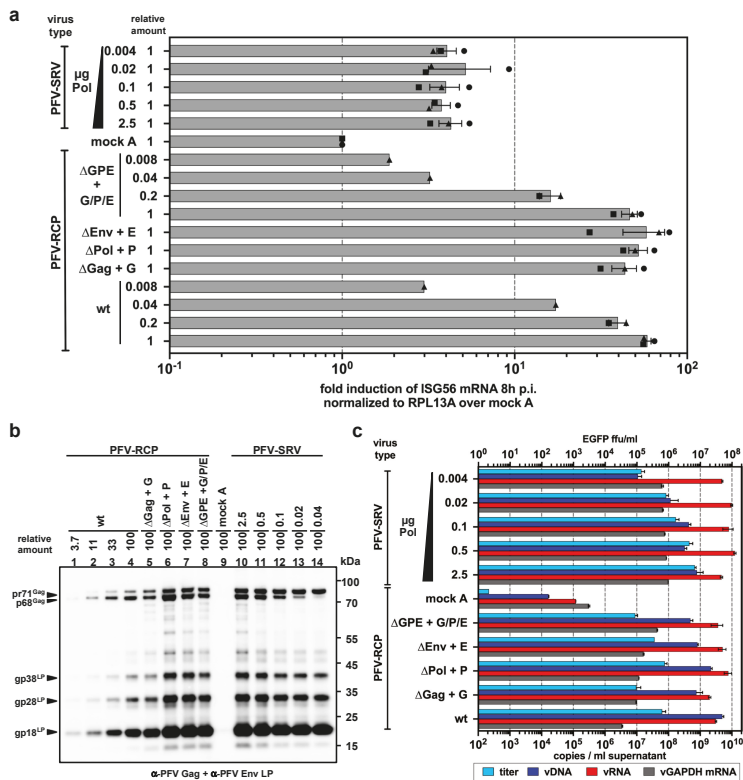 a
virus type
relative amount
PFV-SRV
µg Pol
0.004 1
0.02 1
0.1 1
0.5 1
2.5 1
mock A 1
PFV-RCP
ΔGPE + G/P/E
0.008
0.04
0.2
1
ΔEnv + E 1
ΔPol + P 1
ΔGag + G 1
wt
0.008
0.04
0.2
1
10-1 100 101 102
fold induction of ISG56 mRNA 8h p.i.
normalized to RPL13A over mock A
b
PFV-RCP PFV-SRV
wt ΔGag + G ΔPol + P ΔEnv + E ΔGPE +G/P/E mock A 2.5 0.5 0.1 0.02 0.04
relative amount
3.7 11 33 100 100 100 100 100 100 100 100 100 100 100
1 2 3 4 5 6 7 8 9 10 11 12 13 14 kDa
pr71Gag
p68Gag
gp38LP
gp28LP
gp18LP
100
70
55
45
35
25
15
α-PFV Gag + α-PFV Env LP
c
virus type
EGFP ffu/ml
100 101 102 103 104 105 106 107 108
PFV-SRV
µg Pol
0.004
0.02
0.1
0.5
2.5
mock A
PFV-RCP
ΔGPE + G/P/E
ΔEnv + E
ΔPol + P
ΔGag + G
wt
102 103 104 105 106 107 108 109 1010
copies / ml supernatant
titer vDNA vRNA vGAPDH mRNA